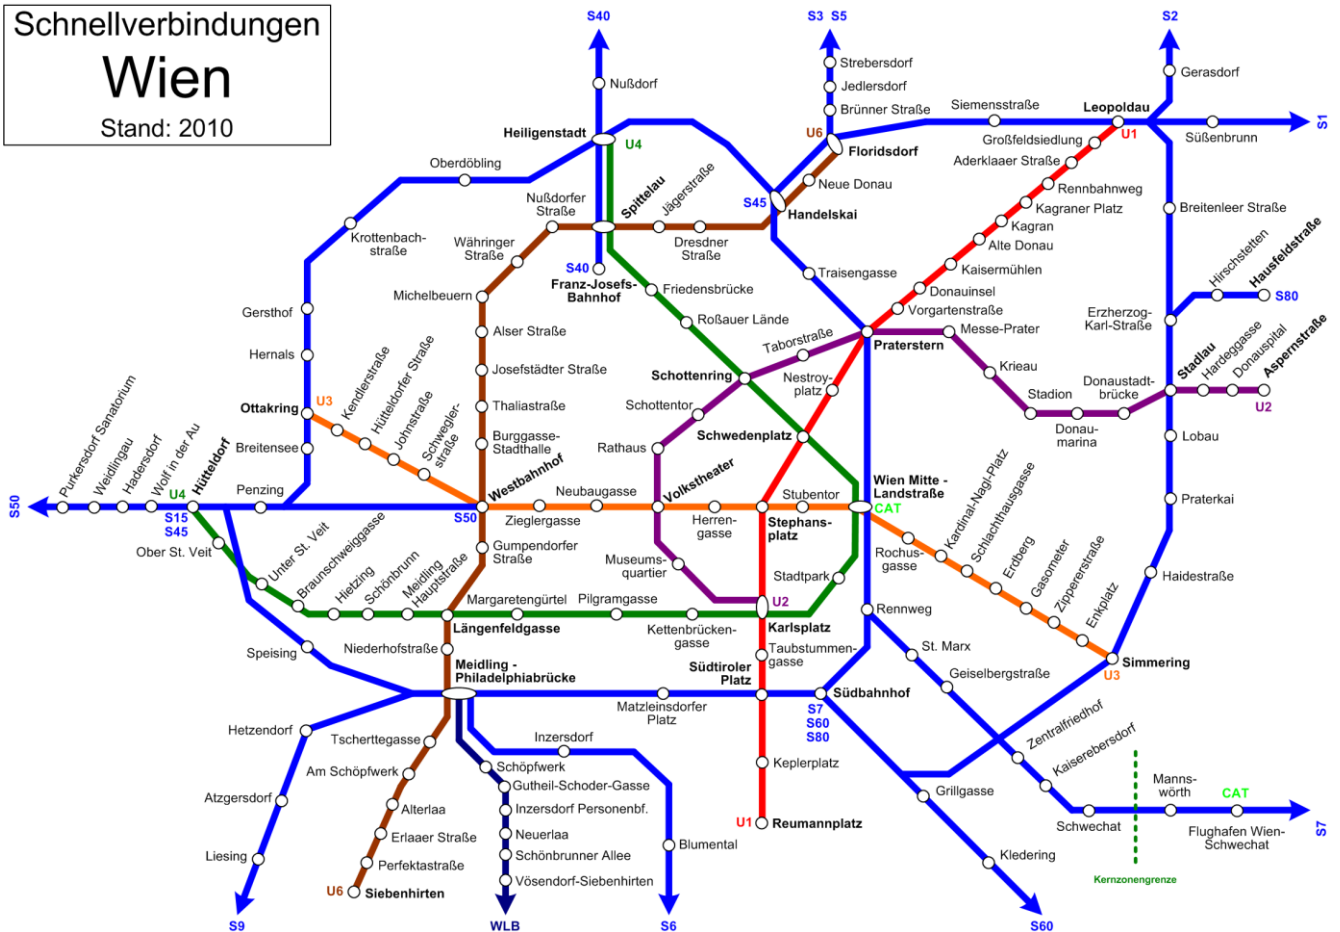 Schnellverbindungen
Wien
Stand: 2010
S40
S3 S5
S2
Nußdorf
Strebersdorf
Jedlersdorf
Brünner Straße
Siemensstraße
Leopoldau
Gerasdorf
S1
Süßenbrunn
U1
Heiligenstadt
U4
U6
Floridsdorf
Großfeldsiedlung
Aderklaaer Straße
Rennbahnweg
Kagraner Platz
Kagran
Alte Donau
Kaisermühlen
Donauinsel
Vorgartenstraße
Oberdöbling
Neue Donau
S45
Handelskai
Nußdorfer
Straße
Spittelau
Jägerstraße
Dresdner
Straße
Krottenbach-
straße
Währinger
Straße
S40
Franz-Josefs-
Bahnhof
Traisengasse
Breitenleer Straße
Hirschstetten
Hausfeldstraße
S80
Michelbeuern
Friedensbrücke
Roßauer Lände
Gersthof
Alser Straße
Taborstraße
Praterstern
Messe-Prater
Erzherzog-
Karl-Straße
Hernals
Josefstädter Straße
Schottenring
Nestroy-
platz
Krieau
Stadion
Donau-
marina
Donaustadt-
brücke
Stadlau
Hardeggasse
Donauspital
Aspernstraße
U2
Ottakring
U3
Kendlerstraße
Hütteldorfer Straße
Johnstraße
Schwegler-
straße
Thaliastraße
Schottentor
Schwedenplatz
Breitensee
Burggasse-
Stadthalle
Rathaus
Lobau
Purkersdorf Sanatorium
Weidlingau
Hadersdorf
Wolf in der Au
Hütteldorf
U4
S15
S45
S50
Penzing
Westbahnhof
S50
Zieglergasse
Neubaugasse
Volkstheater
Herren-
gasse
Stephans-
platz
Stubentor
Wien Mitte -
Landstraße
CAT
Praterkai
Ober St. Veit
Unter St. Veit
Braunschweiggasse
Hietzing
Schönbrunn
Meidling
Hauptstraße
Gumpendorfer
Straße
Museums-
quartier
Stadtpark
Rochus-
gasse
Kardinal-Nagl-Platz
Schlachthausgasse
Erdberg
Gasometer
Zippererstraße
Enkplatz
Haidestraße
Längenfeldgasse
Margaretengürtel
Pilgramgasse
Kettenbrücken-
gasse
U2
Karlsplatz
Rennweg
Speising
Niederhofstraße
Taubstummen-
gasse
St. Marx
Geiselbergstraße
Simmering
U3
Meidling -
Philadelphiabrücke
Matzleinsdorfer
Platz
Südtiroler
Platz
Südbahnhof
S7
S60
S80
Hetzendorf
Tscherttegasse
Inzersdorf
Zentralfriedhof
Kaiserebersdorf
Am Schöpfwerk
Schöpfwerk
Keplerplatz
Atzgersdorf
Alterlaa
Gutheil-Schoder-Gasse
Grillgasse
Manns-
wörth
CAT
Erlaaer Straße
Inzersdorf Personenbf.
U1
Reumannplatz
Schwechat
Flughafen Wien-
Schwechat
S7
Liesing
Perfektastraße
Neuerlaa
Blumental
Schönbrunner Allee
Kledering
Kernzonengrenze
U6
Siebenhirten
Vösendorf-Siebenhirten
S9
WLB
S6
S60